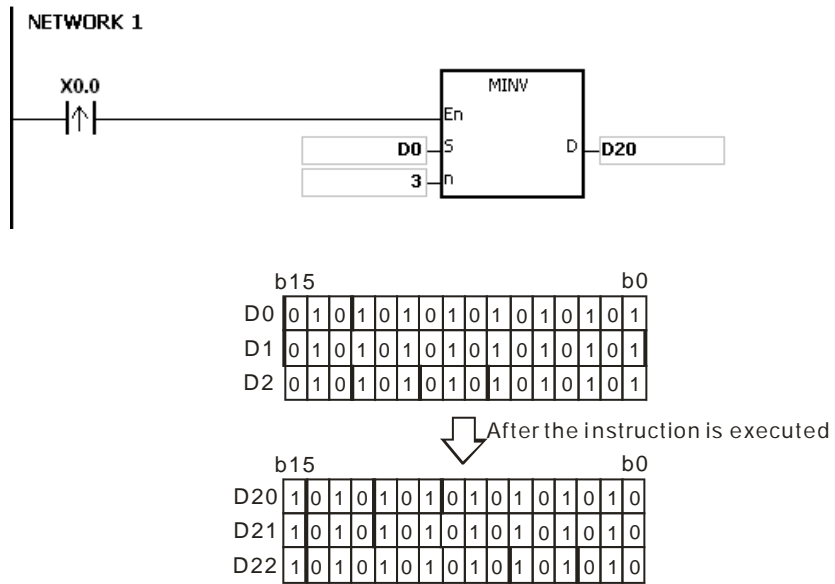 NETWORK 1
X0.0
MINV
En
D0 S D D20
3 n
b15 b0
D0 0 1 0 1 0 1 0 1 0 1 0 1 0 1 0 1
D1 0 1 0 1 0 1 0 1 0 1 0 1 0 1 0 1
D2 0 1 0 1 0 1 0 1 0 1 0 1 0 1 0 1
After the instruction is executed
b15 b0
D20 1 0 1 0 1 0 1 0 1 0 1 0 1 0 1 0
D21 1 0 1 0 1 0 1 0 1 0 1 0 1 0 1 0
D22 1 0 1 0 1 0 1 0 1 0 1 0 1 0 1 0